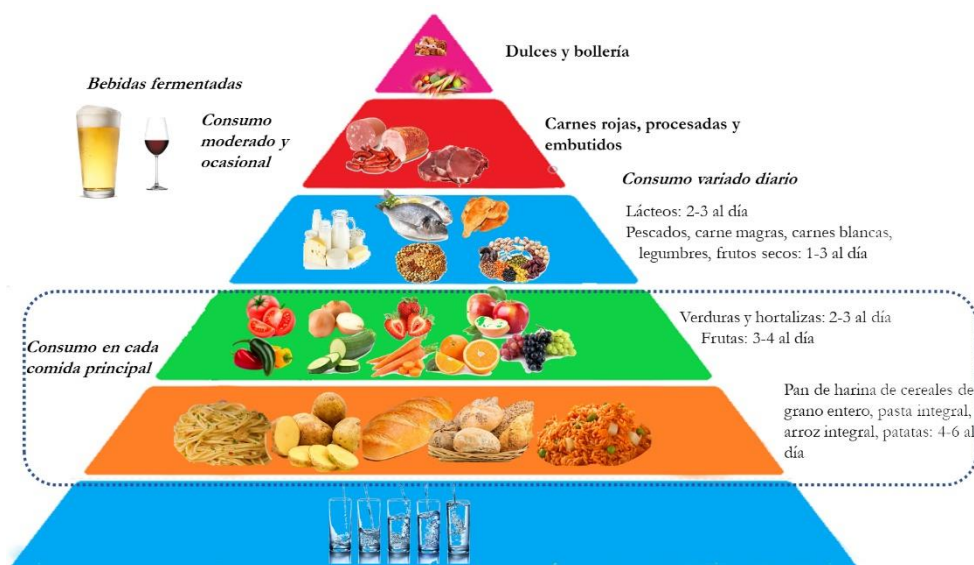 Dulces y bollería
Bebidas fermentadas
Consumo
moderado y
ocasional
Carnes rojas, procesadas y
embutidos
Consumo variado diario
Lácteos: 2-3 al día
Pescados, carne magras, carnes blancas,
legumbres, frutos secos: 1-3 al día
Verduras y hortalizas: 2-3 al día
Frutas: 3-4 al día
Consumo en cada
comida principal
Pan de harina de cereales de
grano entero, pasta integral,
arroz integral, patatas: 4-6 al
día